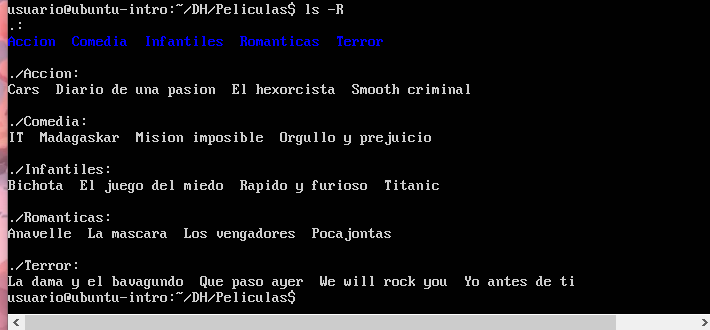 usuario@ubuntu-intro:~/DH/Peliculas$ ls -R
.:
Accion  Comedia  Infantiles  Romanticas  Terror
./Accion:
Cars  Diario de una pasion  El hexorcista  Smooth criminal
./Comedia:
IT  Madagaskar  Mision imposible  Orgullo y prejuicio
./Infantiles:
Bichota  El juego del miedo  Rapido y furioso  Titanic
./Romanticas:
Anavelle  La mascara  Los vengadores  Pocajontas
./Terror:
La dama y el bavagundo  Que paso ayer  We will rock you  Yo antes de ti
usuario@ubuntu-intro:~/DH/Peliculas$